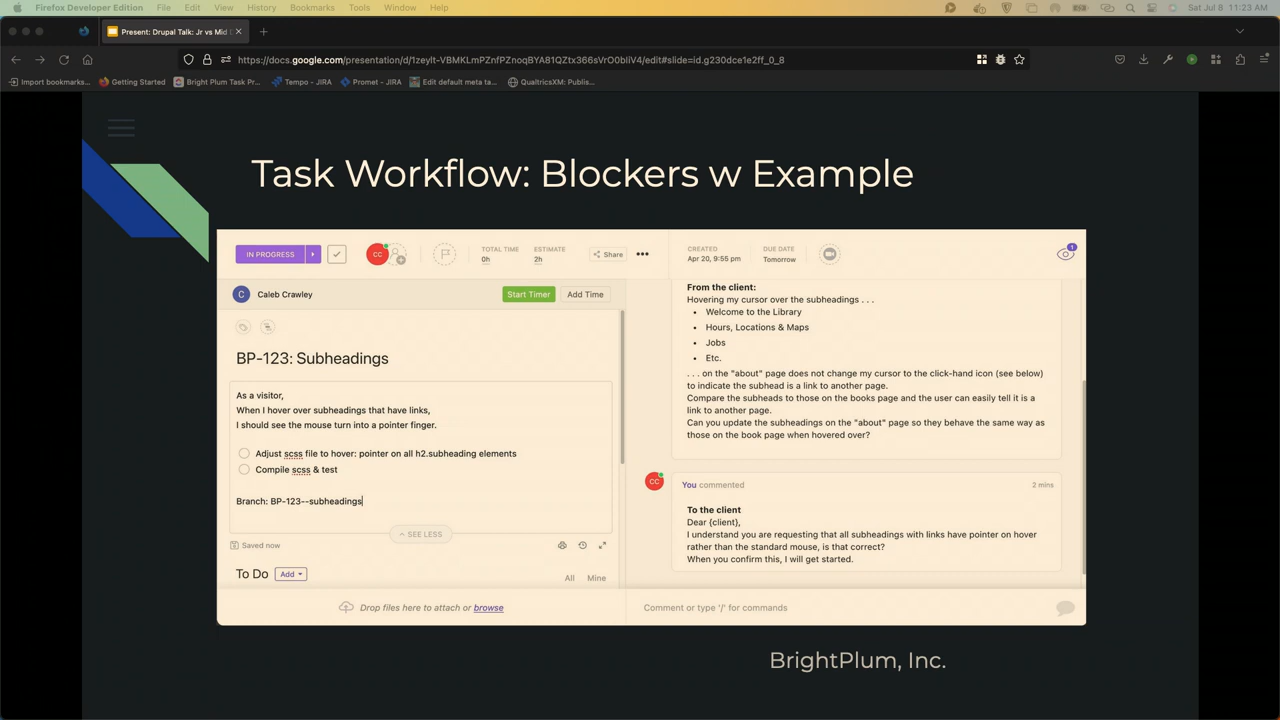 Firefox Developer Edition File Edit View History Bookmarks Tools Window Help Sat Jul 8 11:23 AM
Present: Drupal Talk: Jr vs Mid
https://docs.google.com/presentation/d/1zeylt-VBMKLmPZnfPZnoqBYA81QZtx366sVrO0bliV4/edit#slide=id.g230dce1e2ff_0_8
Import bookmarks... Getting Started Bright Plum Task Pr... Tempo - JIRA Promet - JIRA Edit default meta ta... QualtricsXM: Publis...
Task Workflow: Blockers w Example
IN PROGRESS
CC
TOTAL TIME
0h
ESTIMATE
2h
Share
CREATED
Apr 20, 9:55 pm
DUE DATE
Tomorrow
1
C Caleb Crawley Start Timer Add Time
BP-123: Subheadings
As a visitor,
When I hover over subheadings that have links,
I should see the mouse turn into a pointer finger.
Adjust scss file to hover: pointer on all h2.subheading elements
Compile scss & test
Branch: BP-123--subheadings
SEE LESS
Saved now
To Do Add All Mine
Drop files here to attach or browse
From the client:
Hovering my cursor over the subheadings . . .
• Welcome to the Library
• Hours, Locations & Maps
• Jobs
• Etc.
. . . on the "about" page does not change my cursor to the click-hand icon (see below)
to indicate the subhead is a link to another page.
Compare the subheads to those on the books page and the user can easily tell it is a
link to another page.
Can you update the subheadings on the "about" page so they behave the same way as
those on the book page when hovered over?
CC You commented 2 mins
To the client
Dear {client},
I understand you are requesting that all subheadings with links have pointer on hover
rather than the standard mouse, is that correct?
When you confirm this, I will get started.
Comment or type '/' for commands
BrightPlum, Inc.